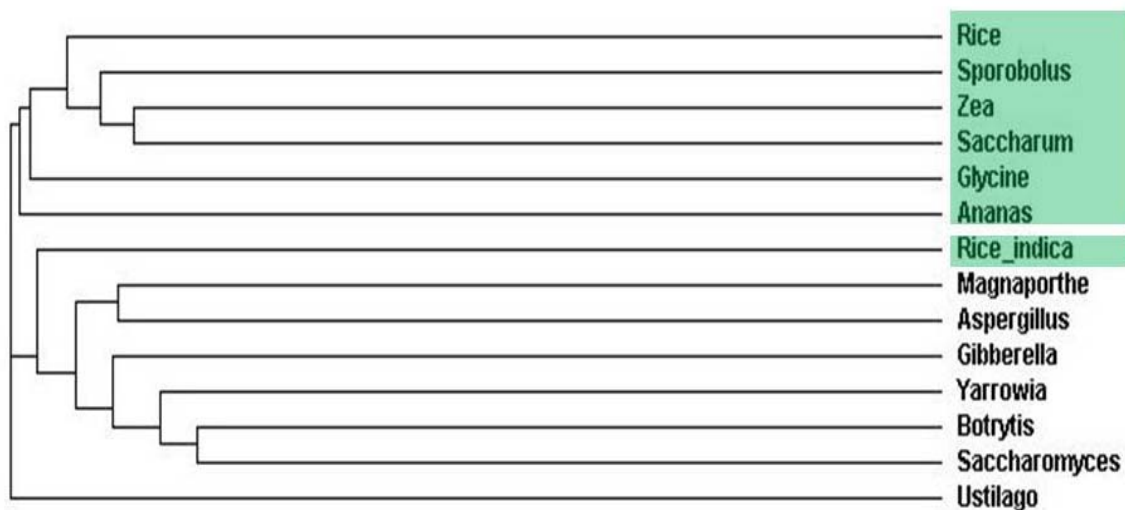 Rice
Sporobolus
Zea
Saccharum
Glycine
Ananas
Rice_indica
Magnaporthe
Aspergillus
Gibberella
Yarrowia
Botrytis
Saccharomyces
Ustilago